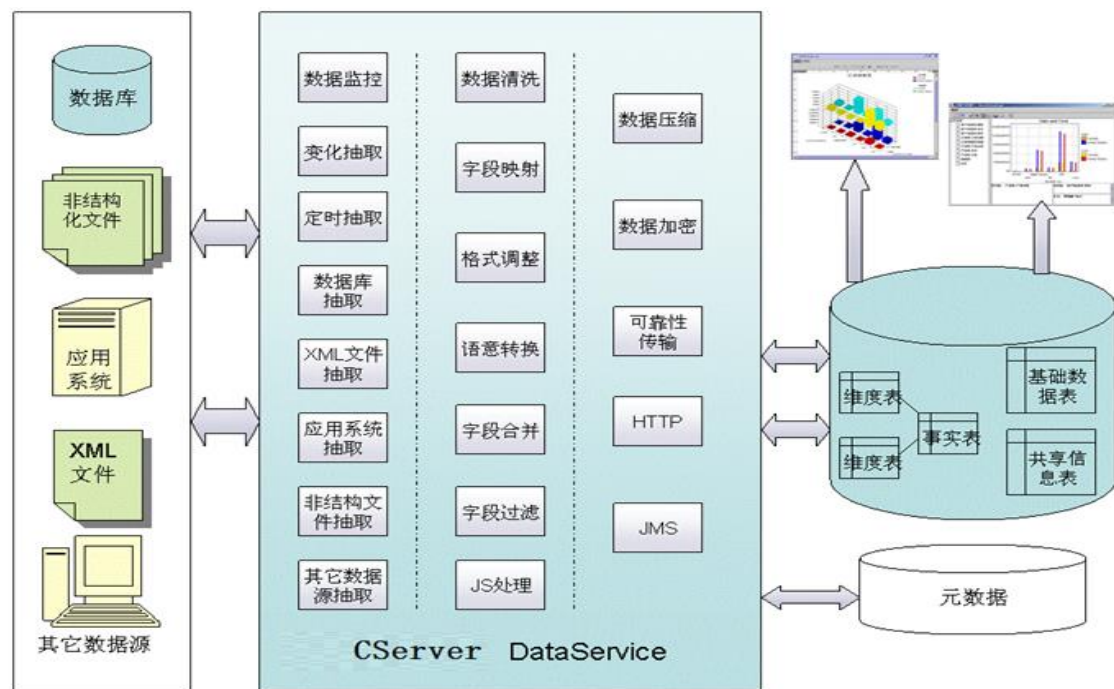 数据库
非结构
化文件
应用
系统
XML
文件
其它数据源
数据监控
变化抽取
定时抽取
数据库
抽取
XML文件
抽取
应用系统
抽取
非结构文
件抽取
其它数据
源抽取
数据清洗
字段映射
格式调整
语意转换
字段合并
字段过滤
JS处理
数据压缩
数据加密
可靠性
传输
HTTP
JMS
CServer DataService
维度表
维度表
事实表
基础数
据表
共享信
息表
元数据